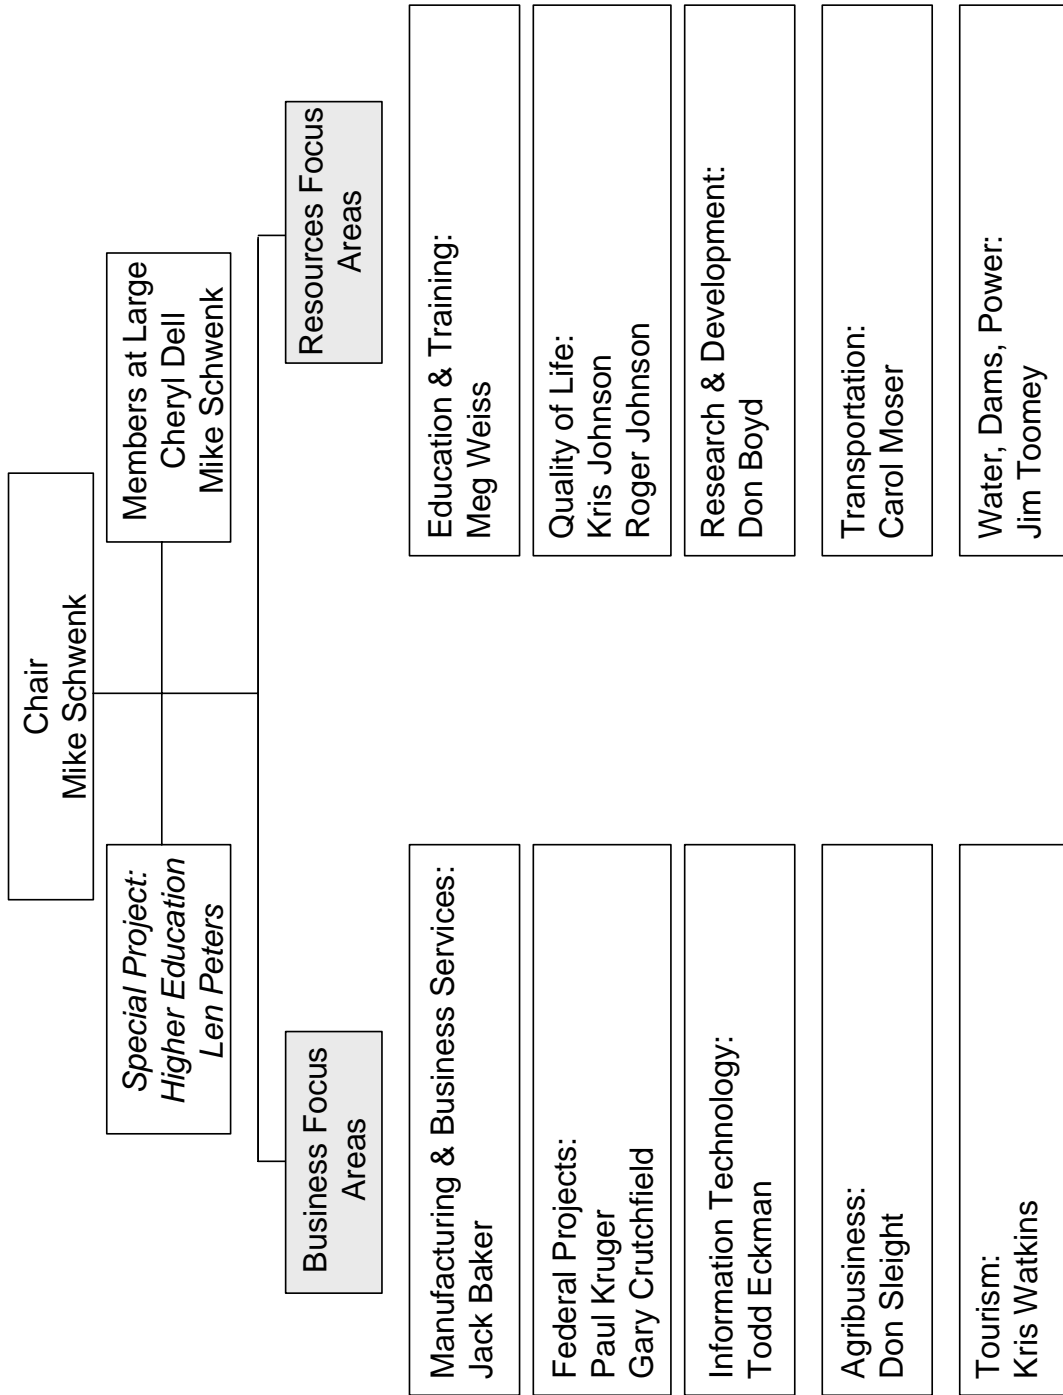 Chair
Mike Schwenk
Special Project:
Higher Education
Len Peters
Members at Large
Cheryl Dell
Mike Schwenk
Business Focus
Areas
Resources Focus
Areas
Manufacturing & Business Services:
Jack Baker
Federal Projects:
Paul Kruger
Gary Crutchfield
Information Technology:
Todd Eckman
Agribusiness:
Don Sleight
Tourism:
Kris Watkins
Education & Training:
Meg Weiss
Quality of Life:
Kris Johnson
Roger Johnson
Research & Development:
Don Boyd
Transportation:
Carol Moser
Water, Dams, Power:
Jim Toomey